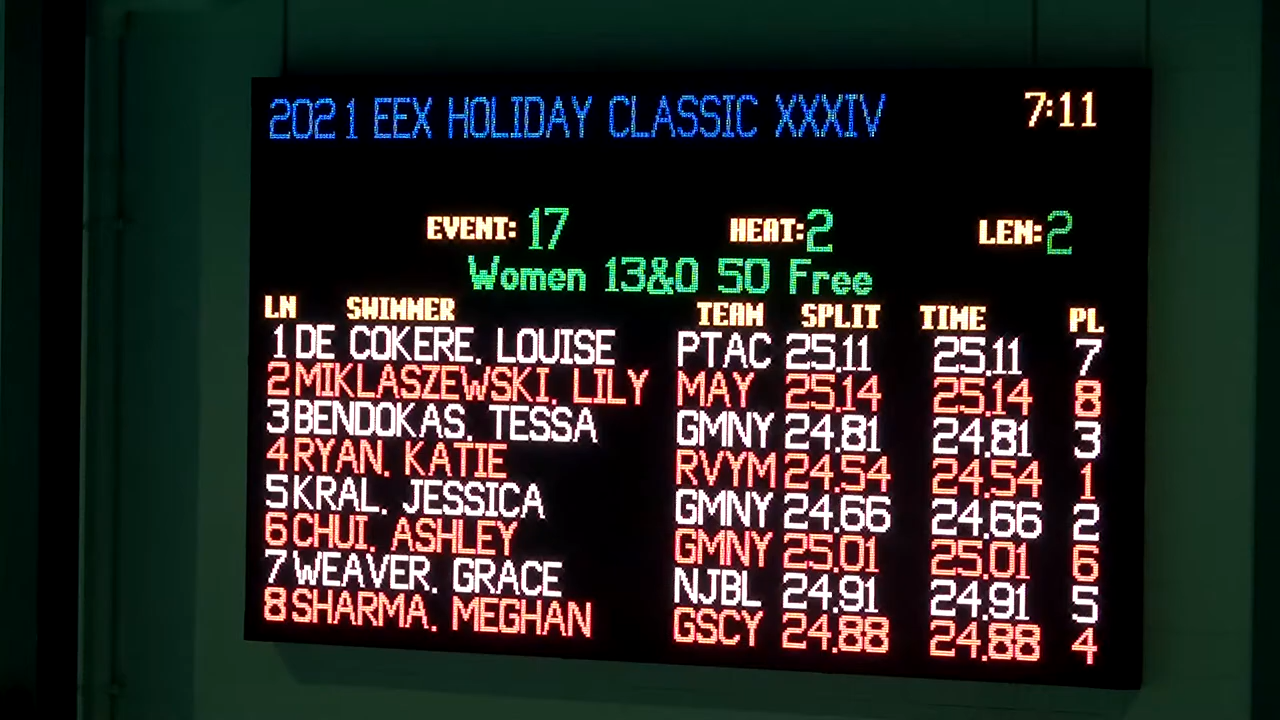 2021 EEX HOLIDAY CLASSIC XXXIV 7:11
EVENT: 17 HEAT: 2 LEN: 2
Women 13&O 50 Free
LN SWIMMER TEAM SPLIT TIME PL
1 DE COKERE, LOUISE PTAC 25.11 25.11 7
2 MIKLASZEWSKI, LILY MAY 25.14 25.14 8
3 BENDOKAS, TESSA GMNY 24.81 24.81 3
4 RYAN, KATIE RVYM 24.54 24.54 1
5 KRAL, JESSICA GMNY 24.66 24.66 2
6 CHUI, ASHLEY GMNY 25.01 25.01 6
7 WEAVER, GRACE NJBL 24.91 24.91 5
8 SHARMA, MEGHAN GSCY 24.88 24.88 4